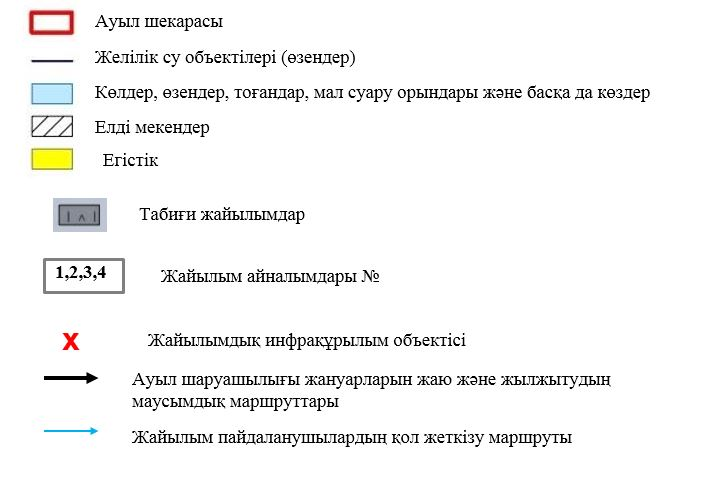 Ауыл шекарасы
Желілік су объектілері (өзендер)
Көлдер, өзендер, тоғандар, мал суару орындары және басқа да көздер
Елді мекендер
Егістік
Табиғи жайылымдар
1,2,3,4 Жайылым айналымдары №
X Жайылымдық инфрақұрылым объектісі
Ауыл шаруашылығы жануарларын жаю және жылжытудың
маусымдық маршруттары
Жайылым пайдаланушылардың қол жеткізу маршруты